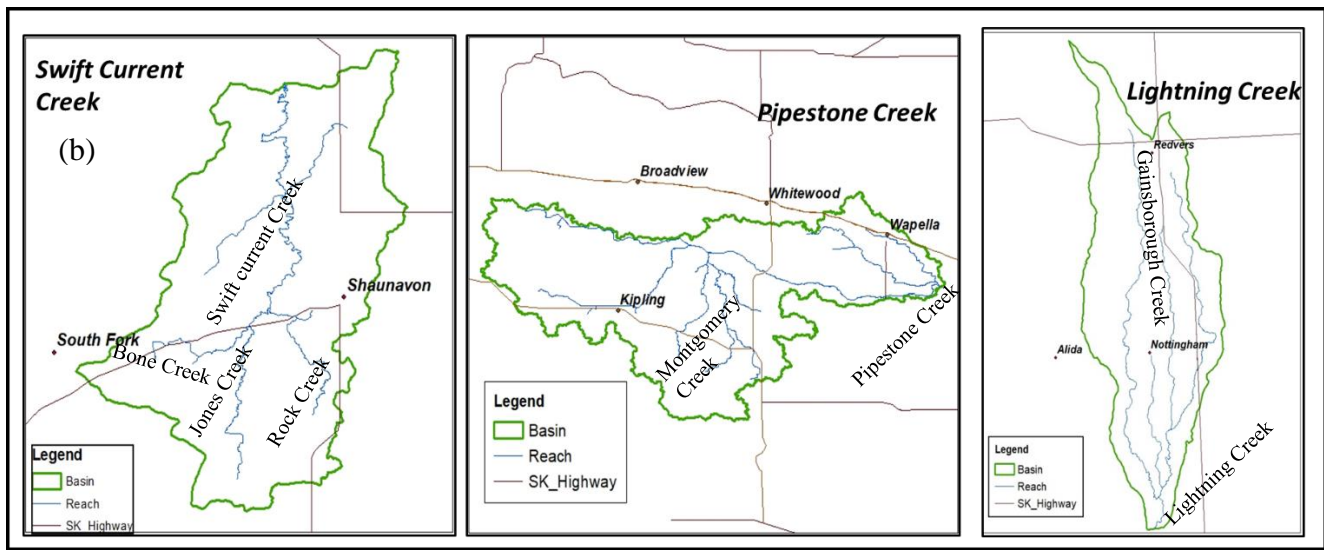 Swift Current
Creek
(b)
Swift current Creek
Shaunavon
South Fork
Bone Creek
Jones Creek
Rock Creek
Legend
Basin
Reach
SK_Highway
Pipestone Creek
Broadview
Whitewood
Wapella
Kipling
Montgomery
Creek
Pipestone Creek
Legend
Basin
Reach
SK_Highway
Lightning Creek
Redvers
Gainsborough Creek
Alida
Nottingham
Lightning Creek
Legend
Basin
Reach
SK_Highway